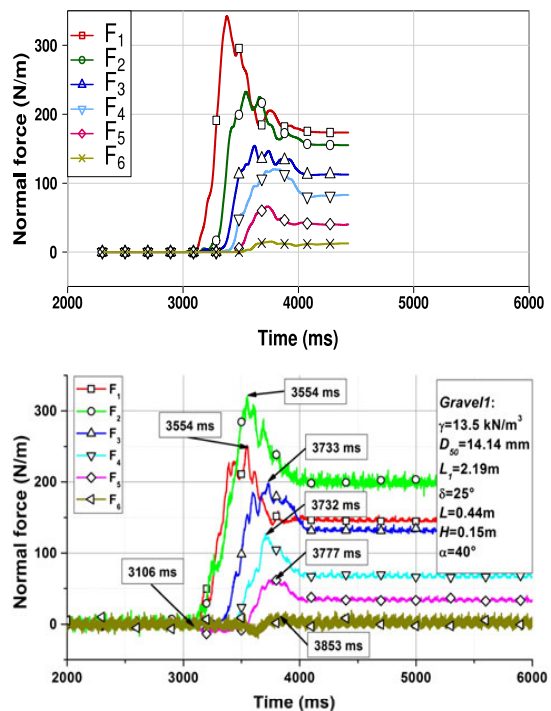 Normal force (N/m)
300
200
100
0
F1
F2
F3
F4
F5
F6
2000 3000 4000 5000 6000
Time (ms)
Normal force (N/m)
300
200
100
0
F1
F2
F3
F4
F5
F6
3554 ms
3554 ms
3733 ms
3732 ms
3777 ms
3106 ms
3853 ms
Gravel1:
γ=13.5 kN/m³
D50=14.14 mm
L1=2.19m
δ=25°
L=0.44m
H=0.15m
α=40°
2000 3000 4000 5000 6000
Time (ms)